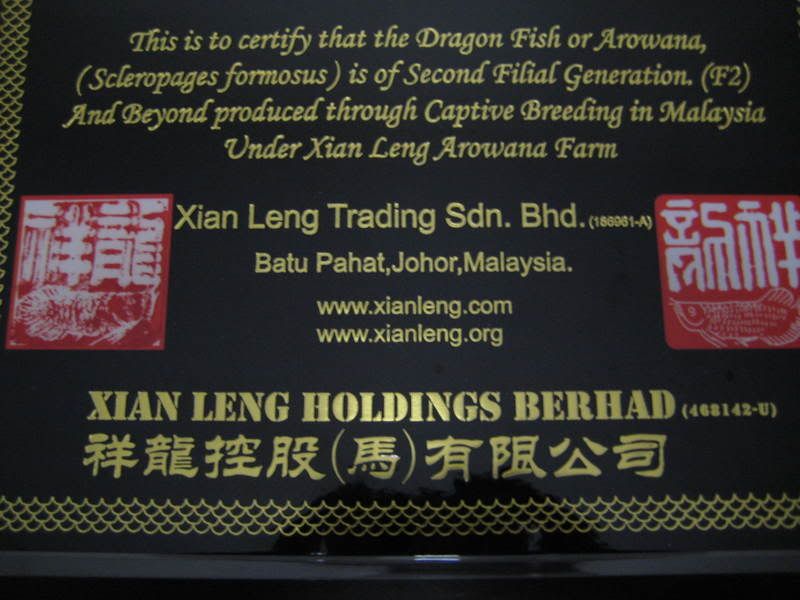 This is to certify that the Dragon Fish or Arowana,
(Scleropages formosus) is of Second Filial Generation. (F2)
And Beyond produced through Captive Breeding in Malaysia
Under Xian Leng Arowana Farm
Xian Leng Trading Sdn. Bhd. (186961-A)
Batu Pahat,Johor,Malaysia.
www.xianleng.com
www.xianleng.org
XIAN LENG HOLDINGS BERHAD (468142-U)
祥龍控股(馬)有限公司